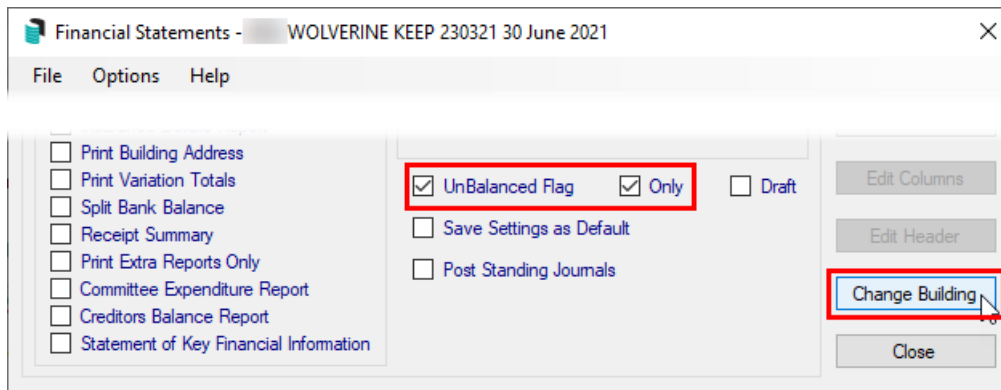 Financial Statements - WOLVERINE KEEP 230321 30 June 2021
File Options Help
Print Building Address
Print Variation Totals
Split Bank Balance
Receipt Summary
Print Extra Reports Only
Committee Expenditure Report
Creditors Balance Report
Statement of Key Financial Information
UnBalanced Flag Only Draft
Save Settings as Default
Post Standing Journals
Edit Columns
Edit Header
Change Building
Close